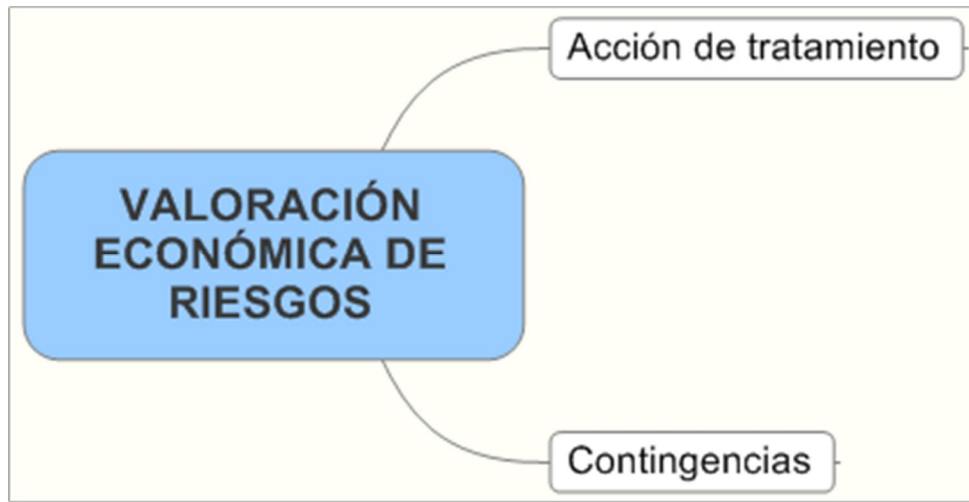 Acción de tratamiento
VALORACIÓN
ECONÓMICA DE
RIESGOS
Contingencias